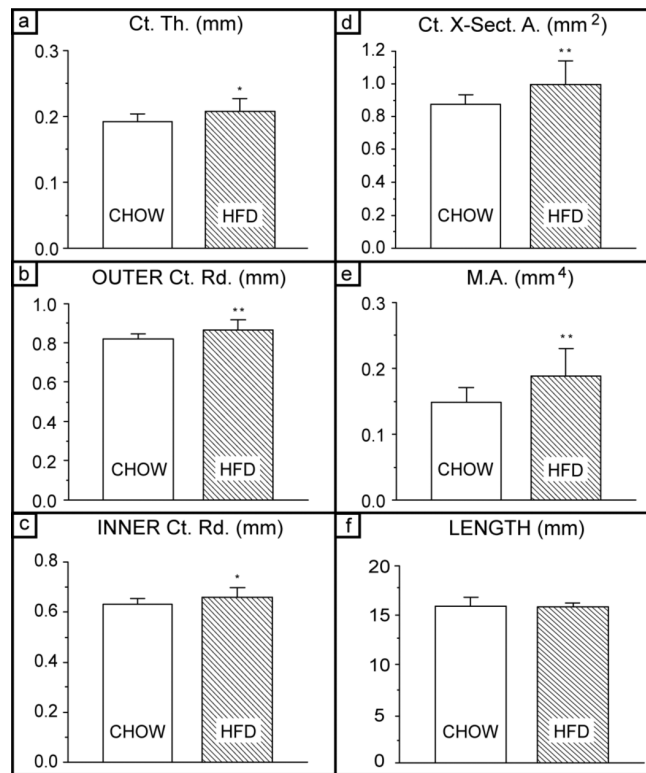 a
Ct. Th. (mm)
0.3
0.2
0.1
0.0
*
CHOW
HFD
b
OUTER Ct. Rd. (mm)
1.0
0.8
0.6
0.4
0.2
0.0
**
CHOW
HFD
c
INNER Ct. Rd. (mm)
0.8
0.6
0.4
0.2
0.0
*
CHOW
HFD
d
Ct. X-Sect. A. (mm²)
1.2
1.0
0.8
0.6
0.4
0.2
0.0
**
CHOW
HFD
e
M.A. (mm⁴)
0.3
0.2
0.1
0.0
**
CHOW
HFD
f
LENGTH (mm)
20
15
10
5
0
CHOW
HFD